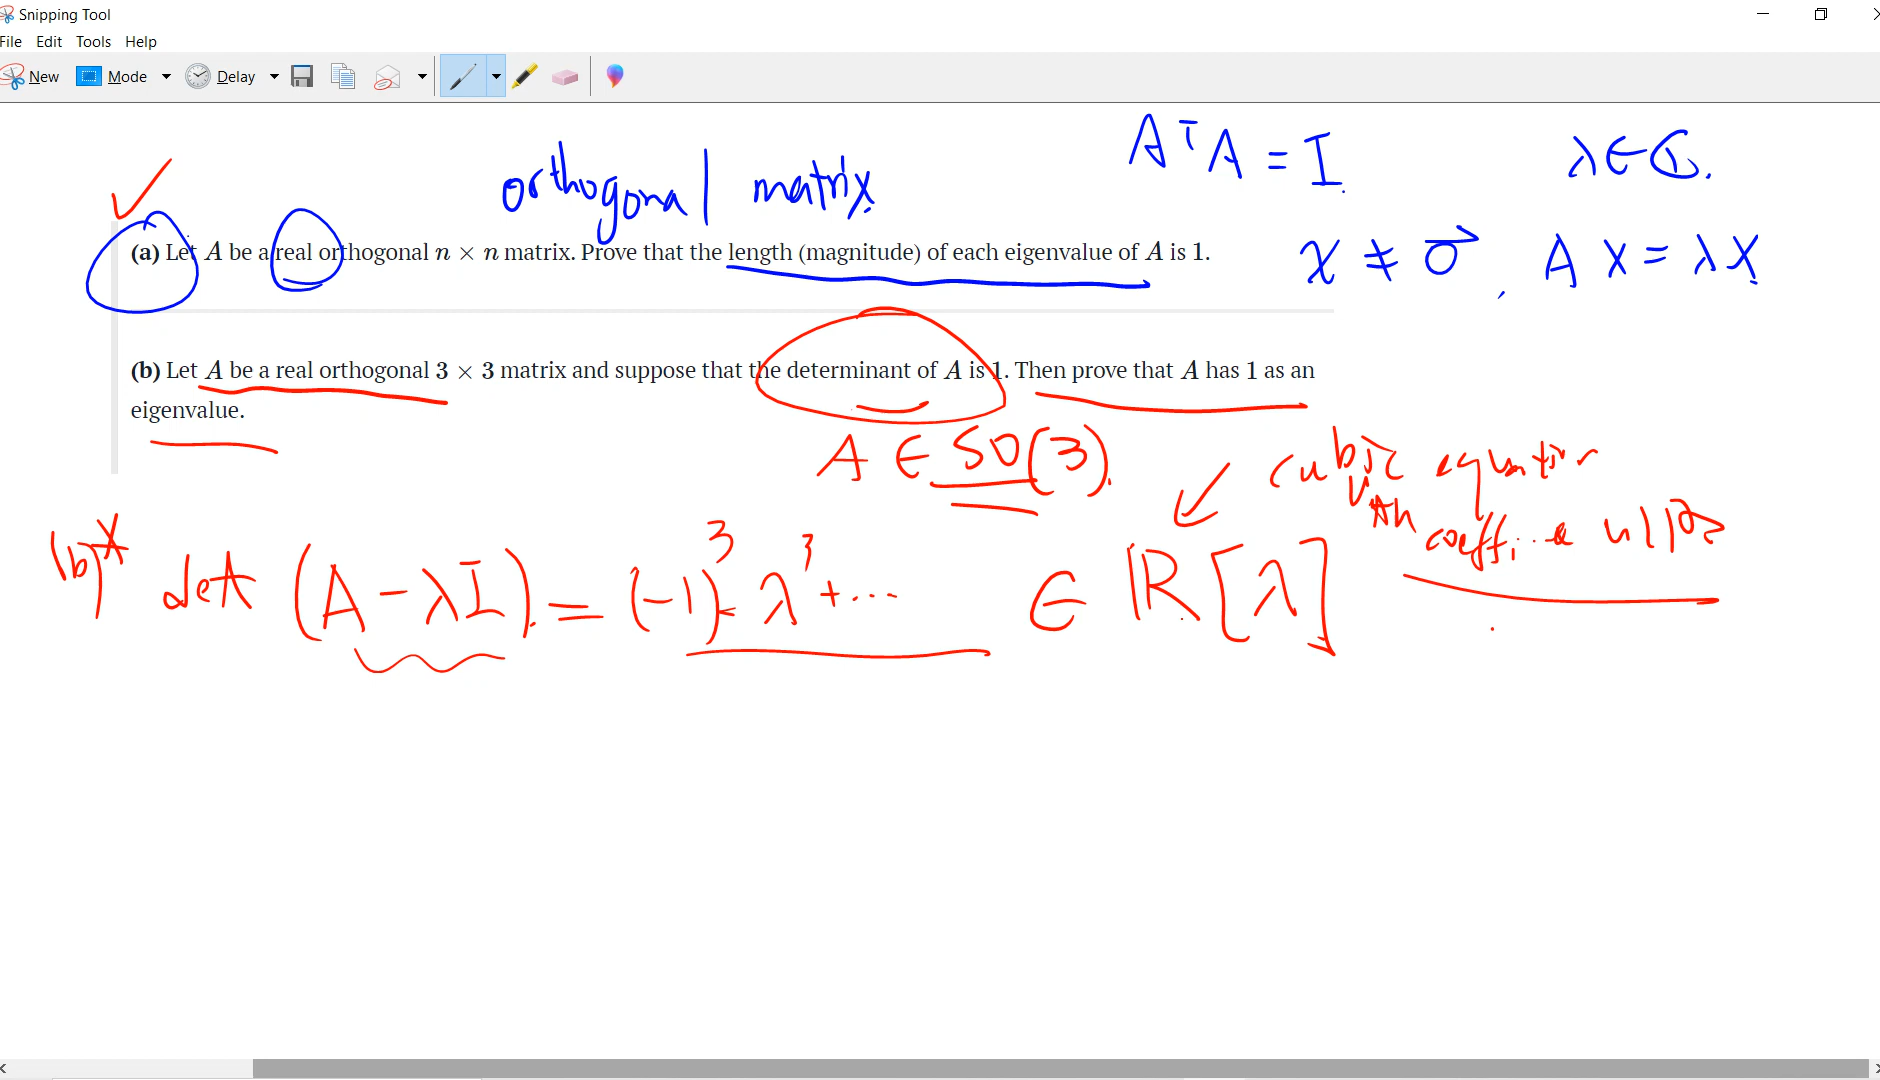 Snipping Tool
File Edit Tools Help
New Mode Delay
orthogonal matrix
AᵀA = I.
λ ∈ ℂ.
(a) Let A be a real orthogonal n × n matrix. Prove that the length (magnitude) of each eigenvalue of A is 1.
x ≠ 0⃗, Ax = λx.
(b) Let A be a real orthogonal 3 × 3 matrix and suppose that the determinant of A is 1. Then prove that A has 1 as an
eigenvalue.
A ∈ SO(3).
cubic equation
with
(b)* det (A − λI). = (−1)³ λ³ + ... ∈ ℝ[λ]